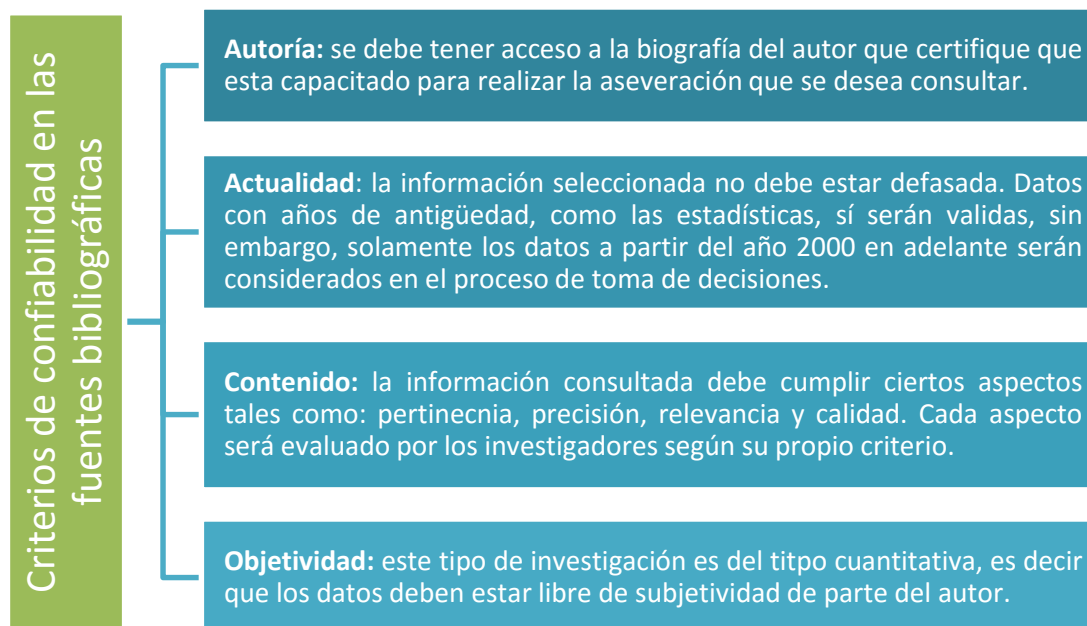 Criterios de confiabilidad en las
fuentes bibliográficas
Autoría: se debe tener acceso a la biografía del autor que certifique que
esta capacitado para realizar la aseveración que se desea consultar.
Actualidad: la información seleccionada no debe estar defasada. Datos
con años de antigüedad, como las estadísticas, sí serán validas, sin
embargo, solamente los datos a partir del año 2000 en adelante serán
considerados en el proceso de toma de decisiones.
Contenido: la información consultada debe cumplir ciertos aspectos
tales como: pertinecnia, precisión, relevancia y calidad. Cada aspecto
será evaluado por los investigadores según su propio criterio.
Objetividad: este tipo de investigación es del titpo cuantitativa, es decir
que los datos deben estar libre de subjetividad de parte del autor.